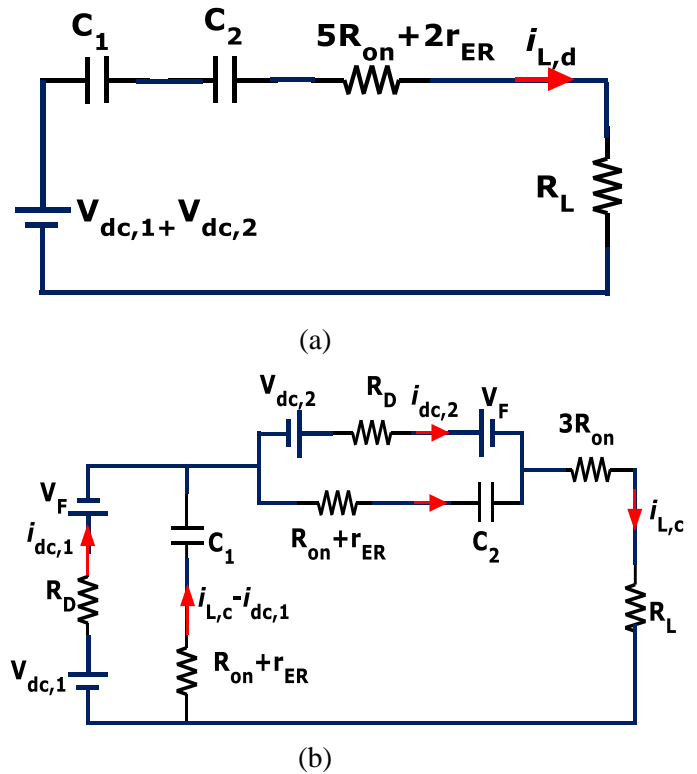 C1 C2 5Ron+2rER iL,d
RL
Vdc,1+ Vdc,2
(a)
Vdc,2 RD idc,2 VF
3Ron
VF
idc,1 C1 Ron+rER C2 iL,c
RD iL,c-idc,1 RL
Vdc,1 Ron+rER
(b)